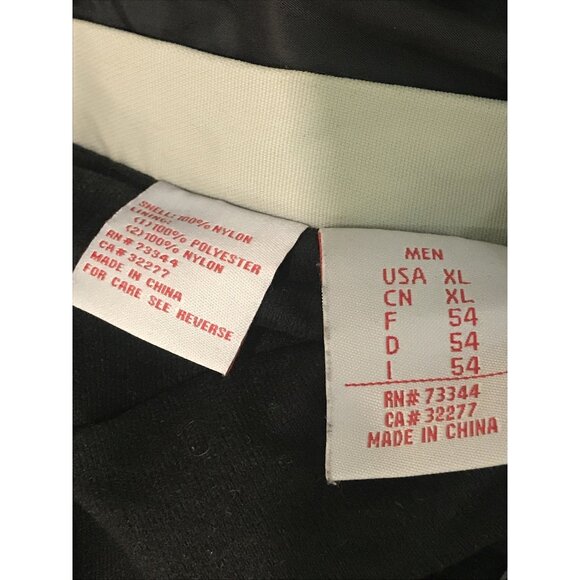 SHELL: 100% NYLON
LINING:
(1)100% POLYESTER
(2)100% NYLON
RN# 73344
CA# 32277
MADE IN CHINA
FOR CARE SEE REVERSE
MEN
USA XL
CN XL
F 54
D 54
I 54
RN# 73344
CA# 32277
MADE IN CHINA